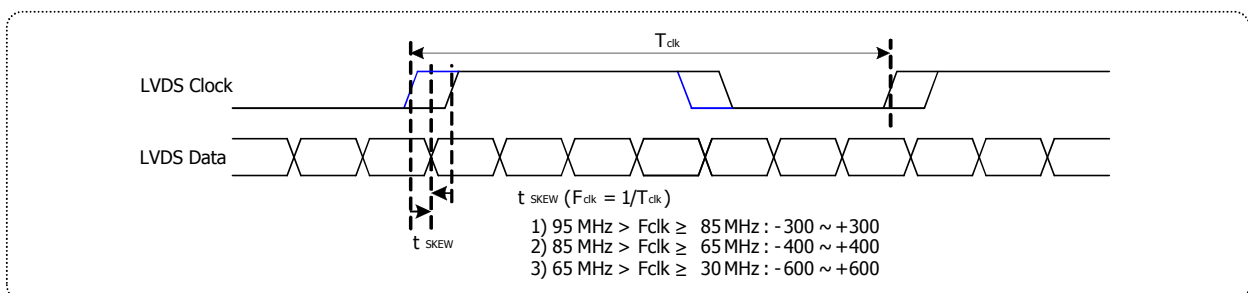 Tclk
LVDS Clock
LVDS Data
t SKEW (Fclk = 1/Tclk)
1) 95 MHz > Fclk ≥ 85 MHz : -300 ~ +300
t SKEW
2) 85 MHz > Fclk ≥ 65 MHz : -400 ~ +400
3) 65 MHz > Fclk ≥ 30 MHz : -600 ~ +600